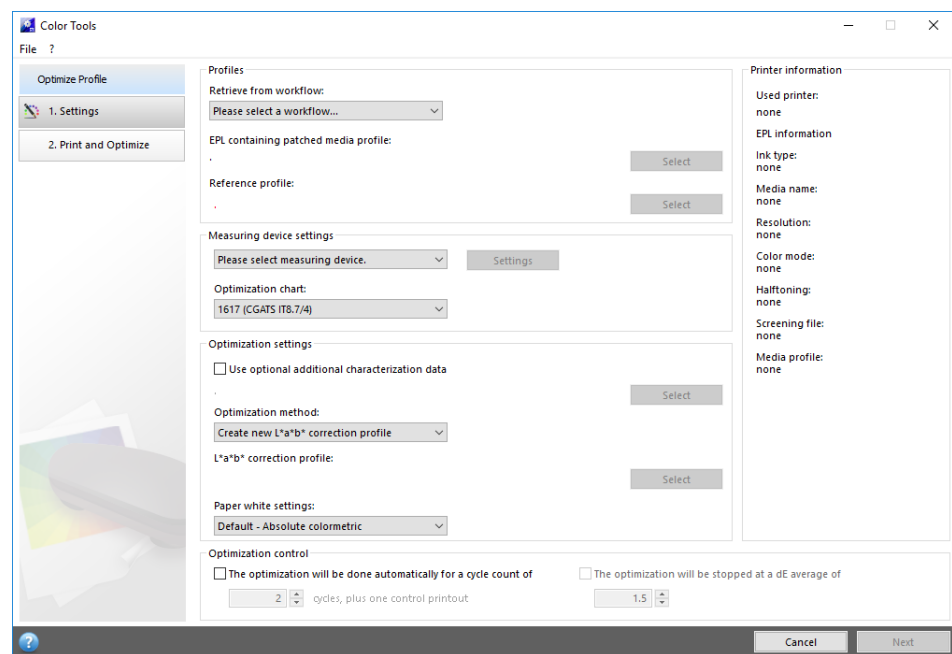 Color Tools
File ?
Optimize Profile
1. Settings
2. Print and Optimize
Profiles
Retrieve from workflow:
Please select a workflow...
EPL containing patched media profile:
Select
Reference profile:
Select
Measuring device settings
Please select measuring device.
Settings
Optimization chart:
1617 (CGATS IT8.7/4)
Optimization settings
Use optional additional characterization data
Select
Optimization method:
Create new L*a*b* correction profile
L*a*b* correction profile:
Select
Paper white settings:
Default - Absolute colormetric
Optimization control
The optimization will be done automatically for a cycle count of
2 cycles, plus one control printout
The optimization will be stopped at a dE average of
1.5
Printer information
Used printer:
none
EPL information
Ink type:
none
Media name:
none
Resolution:
none
Color mode:
none
Halftoning:
none
Screening file:
none
Media profile:
none
?
Cancel
Next